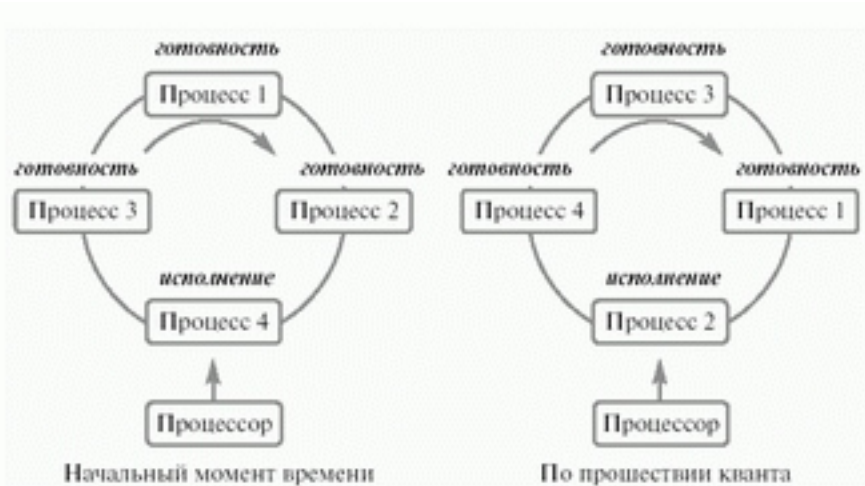 готовность
Процесс 1
готовность
готовность
Процесс 3
Процесс 2
исполнение
Процесс 4
Процессор
Начальный момент времени
готовность
Процесс 3
готовность
готовность
Процесс 4
Процесс 1
исполнение
Процесс 2
Процессор
По прошествии кванта